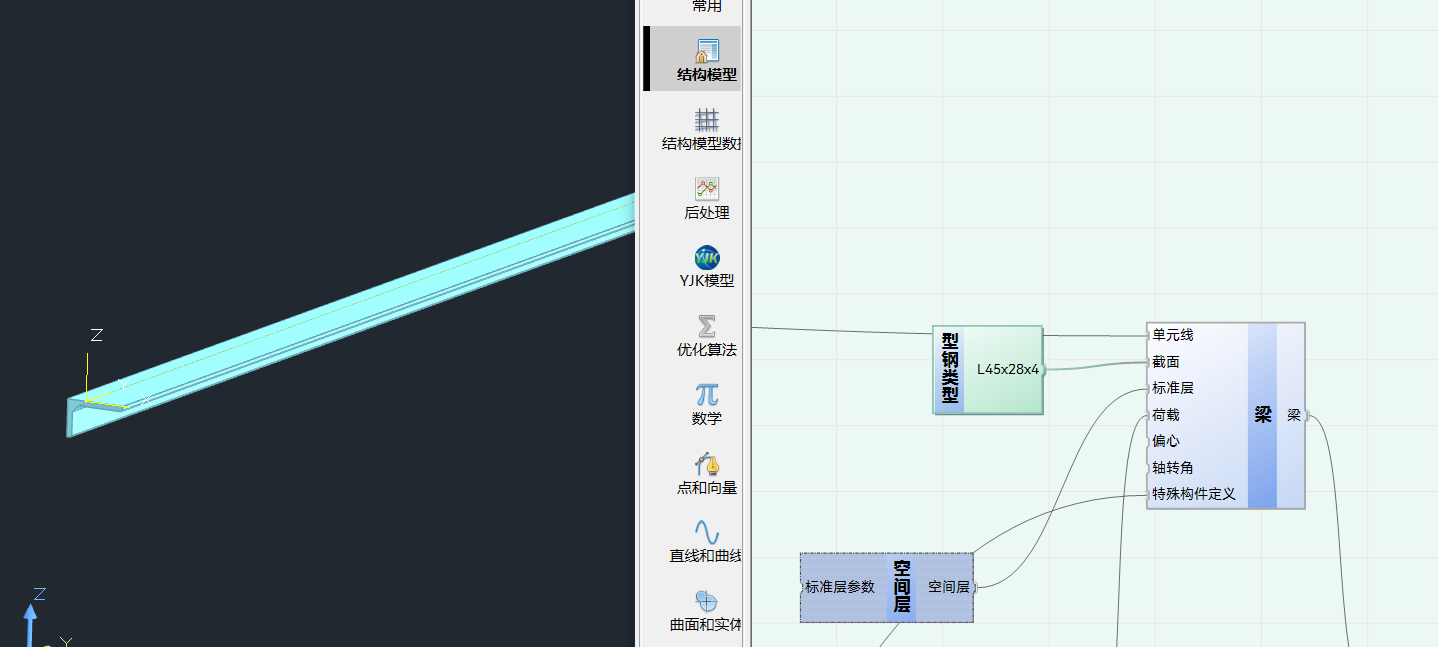 常用
结构模型
结构模型数
后处理
YJK
YJK模型
优化算法
数学
点和向量
直线和曲线
曲面和实体
Z
Z
Y
型钢类型
L45x28x4
单元线
截面
标准层
荷载
偏心
轴转角
特殊构件定义
梁
梁
标准层参数
空间层
空间层